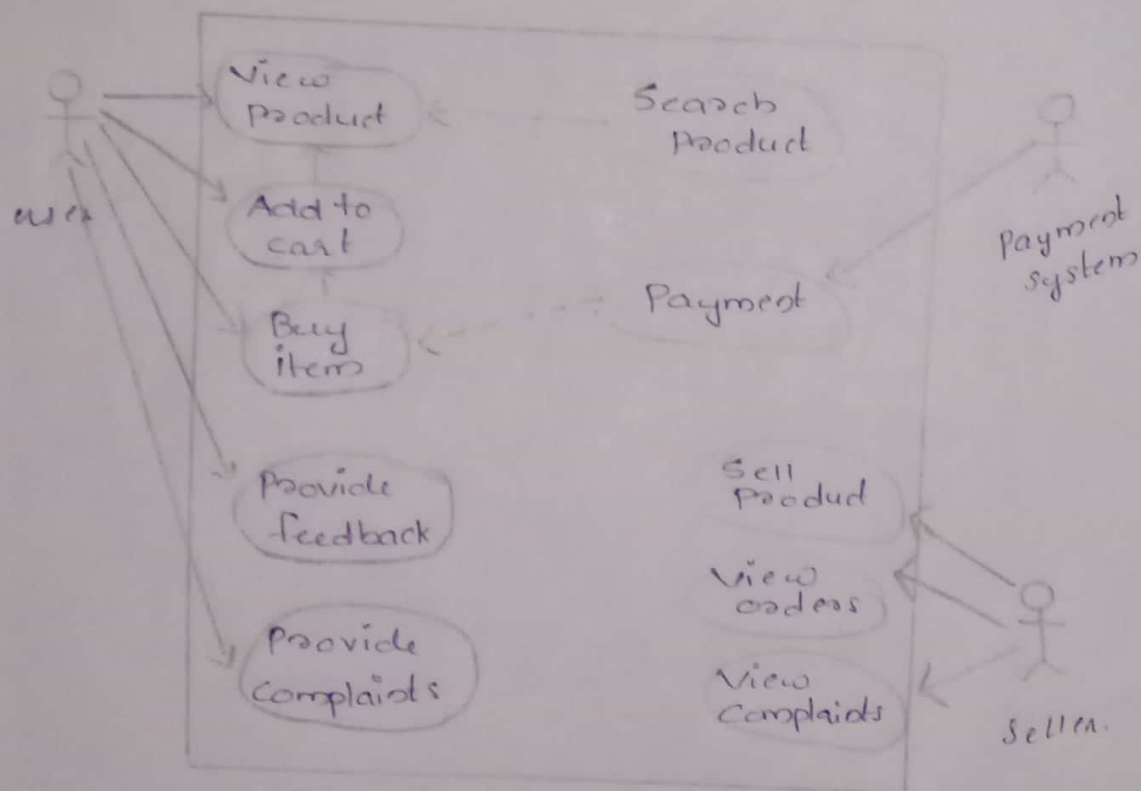 View
product
Search
product
user
Add to
cart
Payment
system
Payment
Buy
item
Sell
Produc
Provide
feedback
View
orders
Provide
Complaints
View
Complaints
Seller.